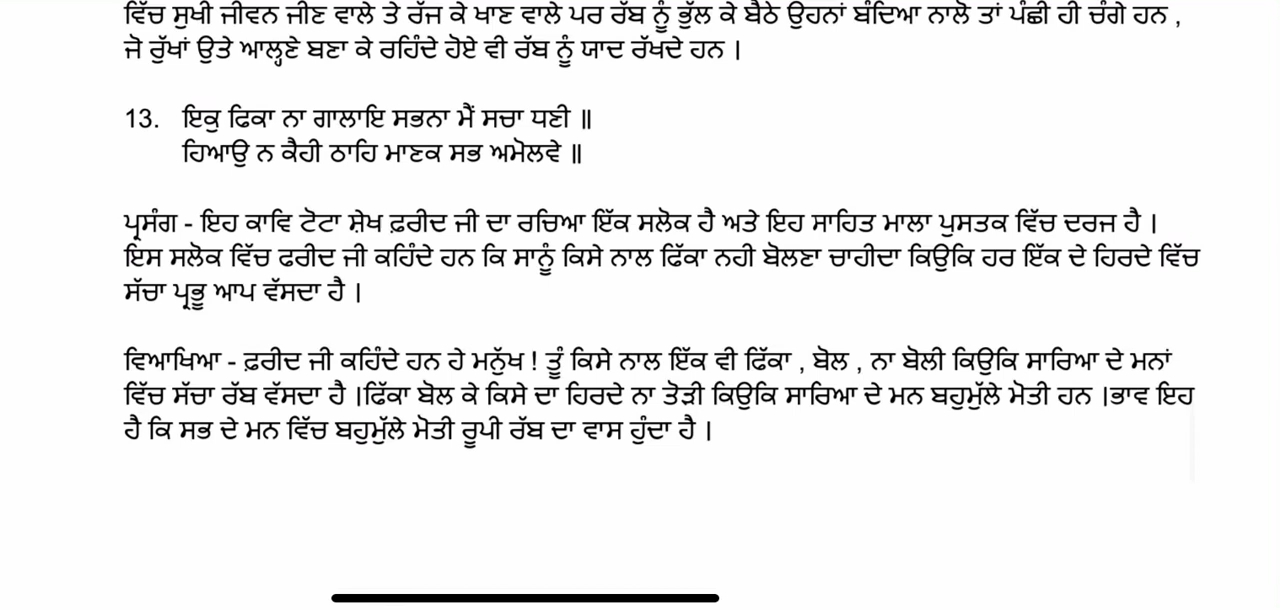 ਵਿੱਚ ਸੁਖੀ ਜੀਵਨ ਜੀਣ ਵਾਲੇ ਤੇ ਰੱਜ ਕੇ ਖਾਣ ਵਾਲੇ ਪਰ ਰੱਬ ਨੂੰ ਭੁੱਲ ਕੇ ਬੈਠੇ ਉਹਨਾਂ ਬੰਦਿਆ ਨਾਲੋ ਤਾਂ ਪੰਛੀ ਹੀ ਚੰਗੇ ਹਨ ,
ਜੋ ਰੁੱਖਾਂ ਉਤੇ ਆਲ੍ਹਣੇ ਬਣਾ ਕੇ ਰਹਿੰਦੇ ਹੋਏ ਵੀ ਰੱਬ ਨੂੰ ਯਾਦ ਰੱਖਦੇ ਹਨ ।
13. ਇਕੁ ਫਿਕਾ ਨਾ ਗਾਲਾਇ ਸਭਨਾ ਮੈਂ ਸਚਾ ਧਣੀ ॥
ਹਿਆਉ ਨ ਕੈਹੀ ਠਾਹਿ ਮਾਣਕ ਸਭ ਅਮੋਲਵੇ ॥
ਪ੍ਰਸੰਗ - ਇਹ ਕਾਵਿ ਟੋਟਾ ਸ਼ੇਖ ਫ਼ਰੀਦ ਜੀ ਦਾ ਰਚਿਆ ਇੱਕ ਸਲੋਕ ਹੈ ਅਤੇ ਇਹ ਸਾਹਿਤ ਮਾਲਾ ਪੁਸਤਕ ਵਿੱਚ ਦਰਜ ਹੈ ।
ਇਸ ਸਲੋਕ ਵਿੱਚ ਫਰੀਦ ਜੀ ਕਹਿੰਦੇ ਹਨ ਕਿ ਸਾਨੂੰ ਕਿਸੇ ਨਾਲ ਫਿੱਕਾ ਨਹੀ ਬੋਲਣਾ ਚਾਹੀਦਾ ਕਿਉਕਿ ਹਰ ਇੱਕ ਦੇ ਹਿਰਦੇ ਵਿੱਚ
ਸੱਚਾ ਪ੍ਰਭੂ ਆਪ ਵੱਸਦਾ ਹੈ ।
ਵਿਆਖਿਆ - ਫ਼ਰੀਦ ਜੀ ਕਹਿੰਦੇ ਹਨ ਹੇ ਮਨੁੱਖ ! ਤੂੰ ਕਿਸੇ ਨਾਲ ਇੱਕ ਵੀ ਫਿੱਕਾ , ਬੋਲ , ਨਾ ਬੋਲੀ ਕਿਉਕਿ ਸਾਰਿਆ ਦੇ ਮਨਾਂ
ਵਿੱਚ ਸੱਚਾ ਰੱਬ ਵੱਸਦਾ ਹੈ ।ਫਿੱਕਾ ਬੋਲ ਕੇ ਕਿਸੇ ਦਾ ਹਿਰਦੇ ਨਾ ਤੋੜੀ ਕਿਉਕਿ ਸਾਰਿਆ ਦੇ ਮਨ ਬਹੁਮੁੱਲੇ ਮੋਤੀ ਹਨ ।ਭਾਵ ਇਹ
ਹੈ ਕਿ ਸਭ ਦੇ ਮਨ ਵਿੱਚ ਬਹੁਮੁੱਲੇ ਮੋਤੀ ਰੂਪੀ ਰੱਬ ਦਾ ਵਾਸ ਹੁੰਦਾ ਹੈ ।